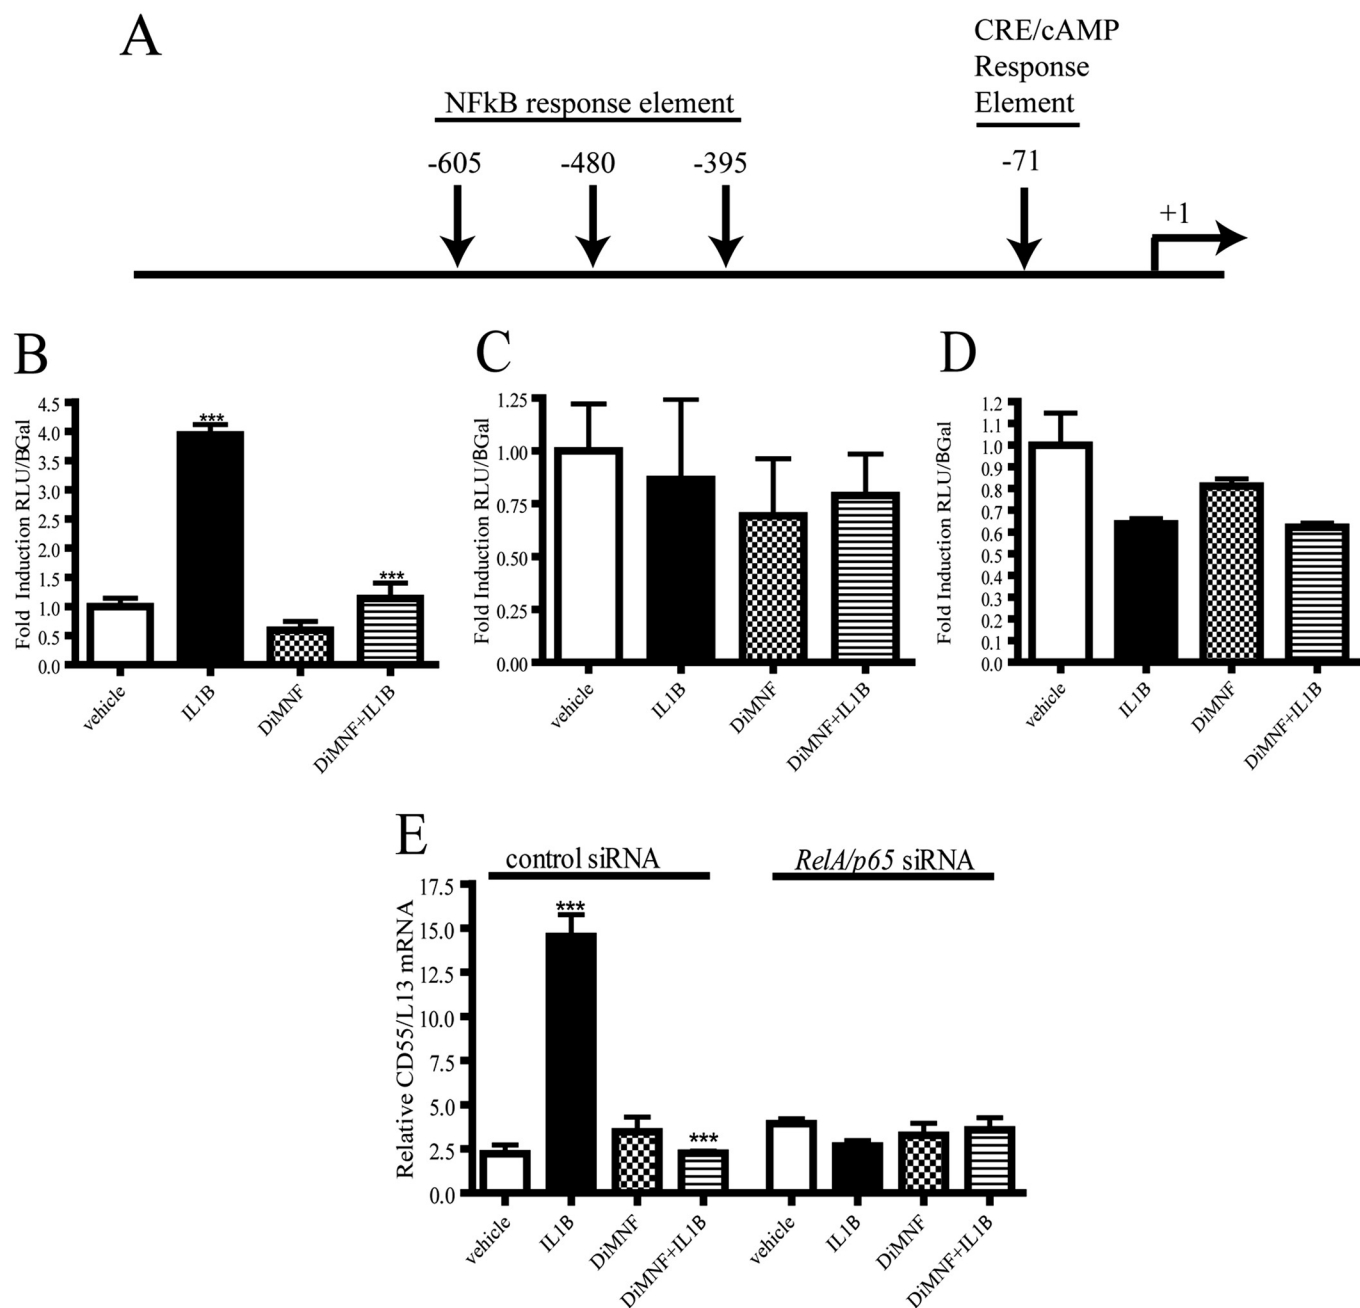 A
NFkB response element
CRE/cAMP
Response
Element
-605
-480
-395
-71
+1
B
Fold Induction RLU/BGal
4.5
4.0
3.5
3.0
2.5
2.0
1.5
1.0
0.5
0.0
***
***
vehicle
IL1B
DiMNF
DiMNF+IL1B
C
Fold Induction RLU/BGal
1.25
1.00
0.75
0.50
0.25
0.00
vehicle
IL1B
DiMNF
DiMNF+IL1B
D
Fold Induction RLU/BGal
1.2
1.1
1.0
0.9
0.8
0.7
0.6
0.5
0.4
0.3
0.2
0.1
0.0
vehicle
IL1B
DiMNF
DiMNF+IL1B
E
control siRNA
RelA/p65 siRNA
Relative CD55/L13 mRNA
17.5
15.0
12.5
10.0
7.5
5.0
2.5
0.0
***
***
vehicle
IL1B
DiMNF
DiMNF+IL1B
vehicle
IL1B
DiMNF
DiMNF+IL1B